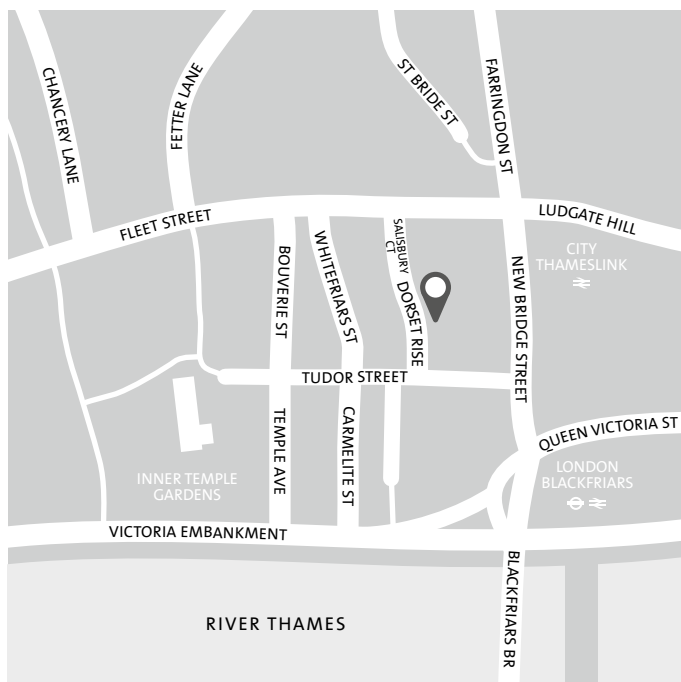 CHANCERY LANE
FETTER LANE
ST BRIDE ST
FARRINGDON ST
FLEET STREET
LUDGATE HILL
SALISBURY
CT
CITY
THAMESLINK
BOUVERIE ST
WHITEFRIARS ST
DORSET RISE
NEW BRIDGE STREET
TUDOR STREET
TEMPLE AVE
CARMELITE ST
QUEEN VICTORIA ST
INNER TEMPLE
GARDENS
LONDON
BLACKFRIARS
VICTORIA EMBANKMENT
BLACKFRIARS BR
RIVER THAMES